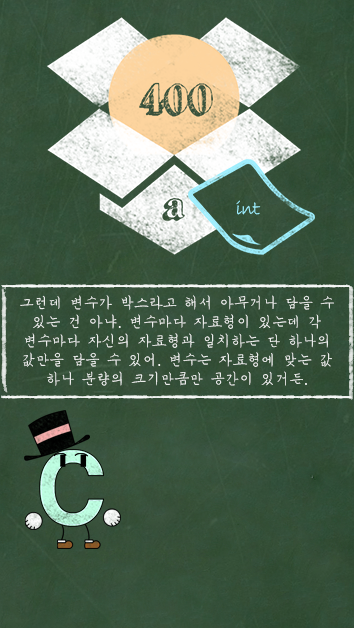 400
a
int
그런데 변수가 박스라고 해서 아무거나 담을 수
있는 건 아냐. 변수마다 자료형이 있는데 각
변수마다 자신의 자료형과 일치하는 단 하나의
값만을 담을 수 있어. 변수는 자료형에 맞는 값
하나 분량의 크기만큼만 공간이 있거든.
C